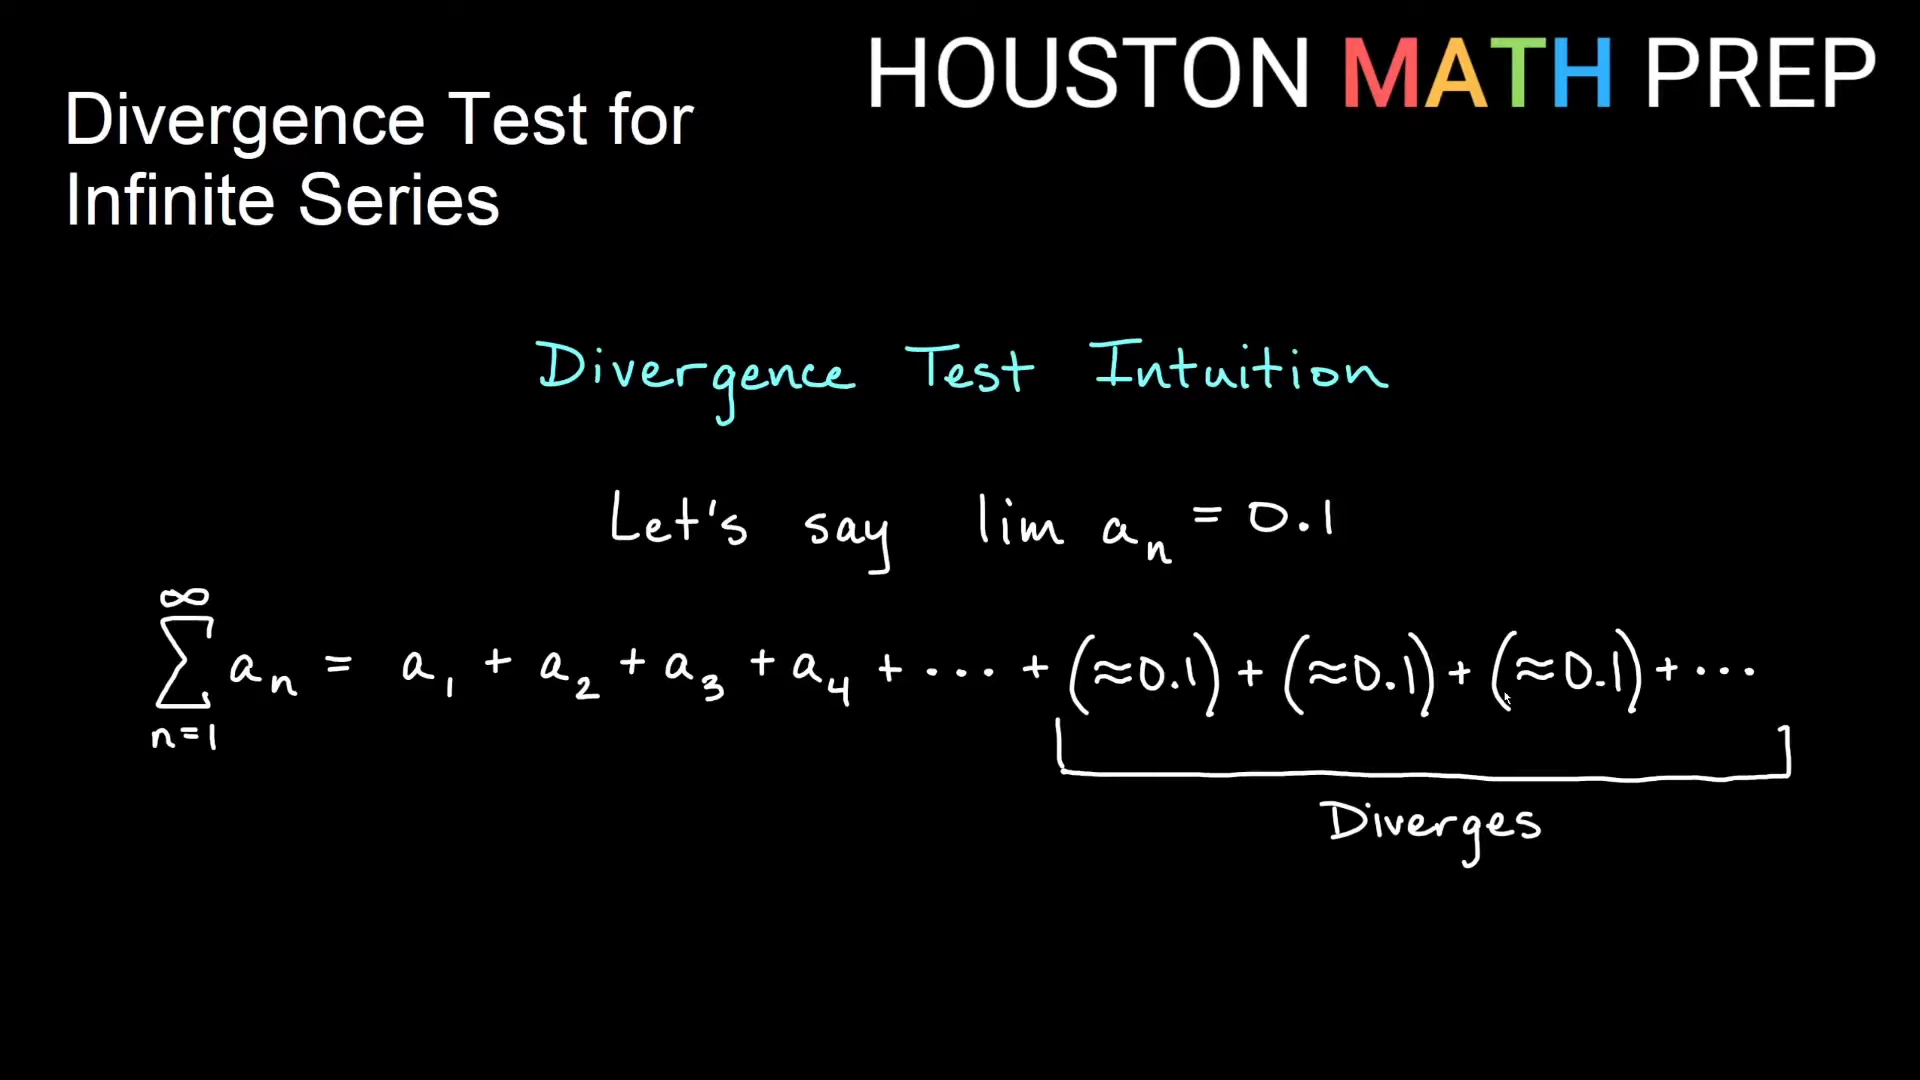 HOUSTON MATH PREP
Divergence Test for
Infinite Series
Divergence Test Intuition
Let's say lim aₙ = 0.1
∞
∑ aₙ = a₁ + a₂ + a₃ + a₄ + ··· + (≈0.1) + (≈0.1) + (≈0.1) + ···
n=1
Diverges